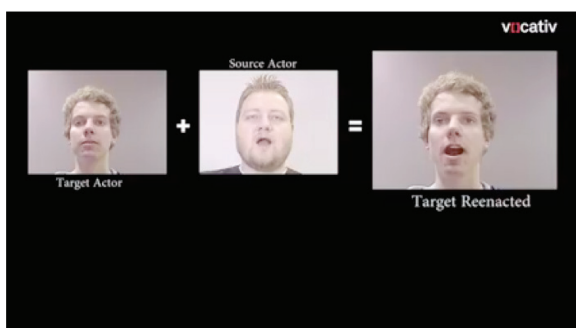 vocativ
Source Actor
Target Actor
+
=
Target Reenacted